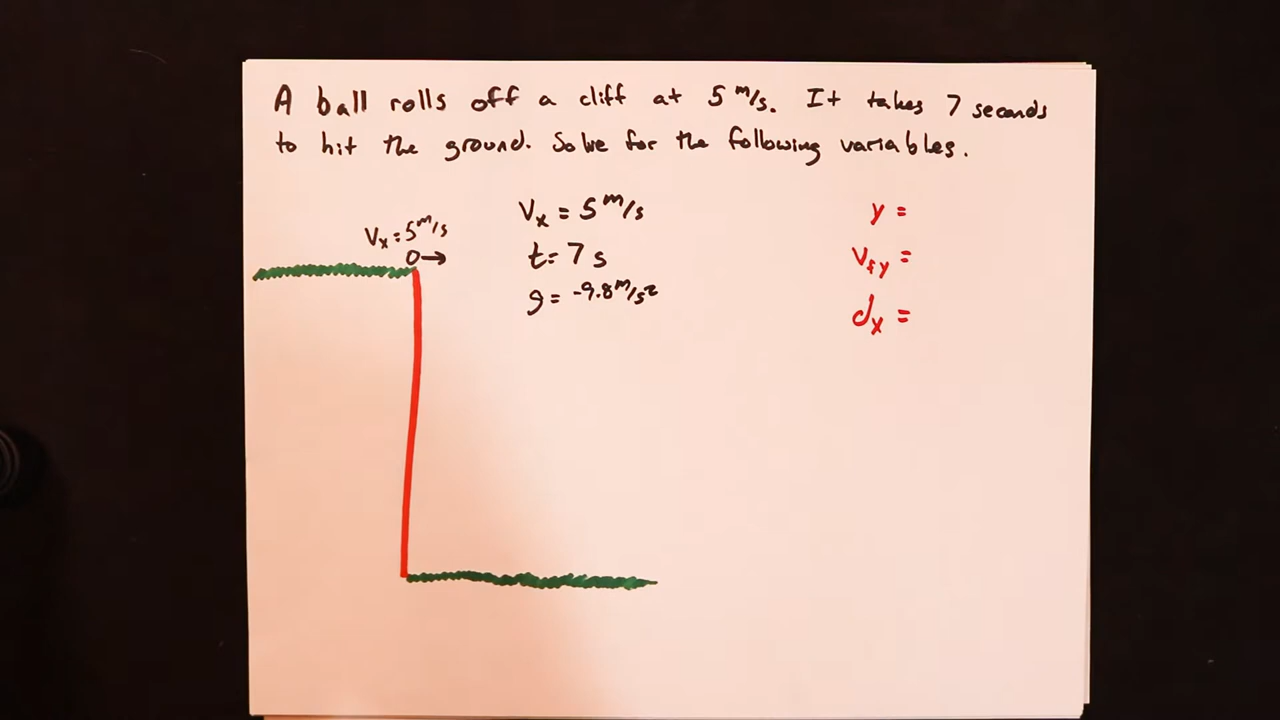 A ball rolls off a cliff at 5 m/s. It takes 7 seconds
to hit the ground. Solve for the following variables.
Vx = 5 m/s
Vx = 5 m/s
t = 7 s
g = -9.8 m/s²
y =
Vfy =
dx =